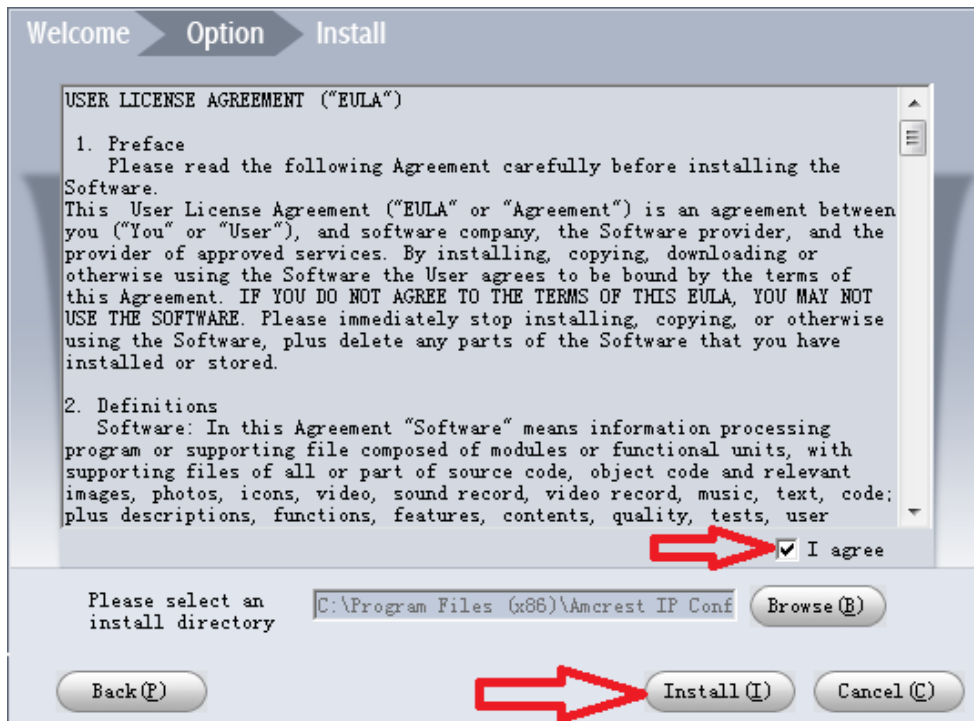 Welcome
Option
Install
USER LICENSE AGREEMENT ("EULA")
1. Preface
Please read the following Agreement carefully before installing the
Software.
This User License Agreement ("EULA" or "Agreement") is an agreement between
you ("You" or "User"), and software company, the Software provider, and the
provider of approved services. By installing, copying, downloading or
otherwise using the Software the User agrees to be bound by the terms of
this Agreement. IF YOU DO NOT AGREE TO THE TERMS OF THIS EULA, YOU MAY NOT
USE THE SOFTWARE. Please immediately stop installing, copying, or otherwise
using the Software, plus delete any parts of the Software that you have
installed or stored.
2. Definitions
Software: In this Agreement "Software" means information processing
program or supporting file composed of modules or functional units, with
supporting files of all or part of source code, object code and relevant
images, photos, icons, video, sound record, video record, music, text, code;
plus descriptions, functions, features, contents, quality, tests, user
I agree
Please select an
install directory
C:\Program Files (x86)\Amcrest IP Conf
Browse(B)
Back(P)
Install(I)
Cancel(C)